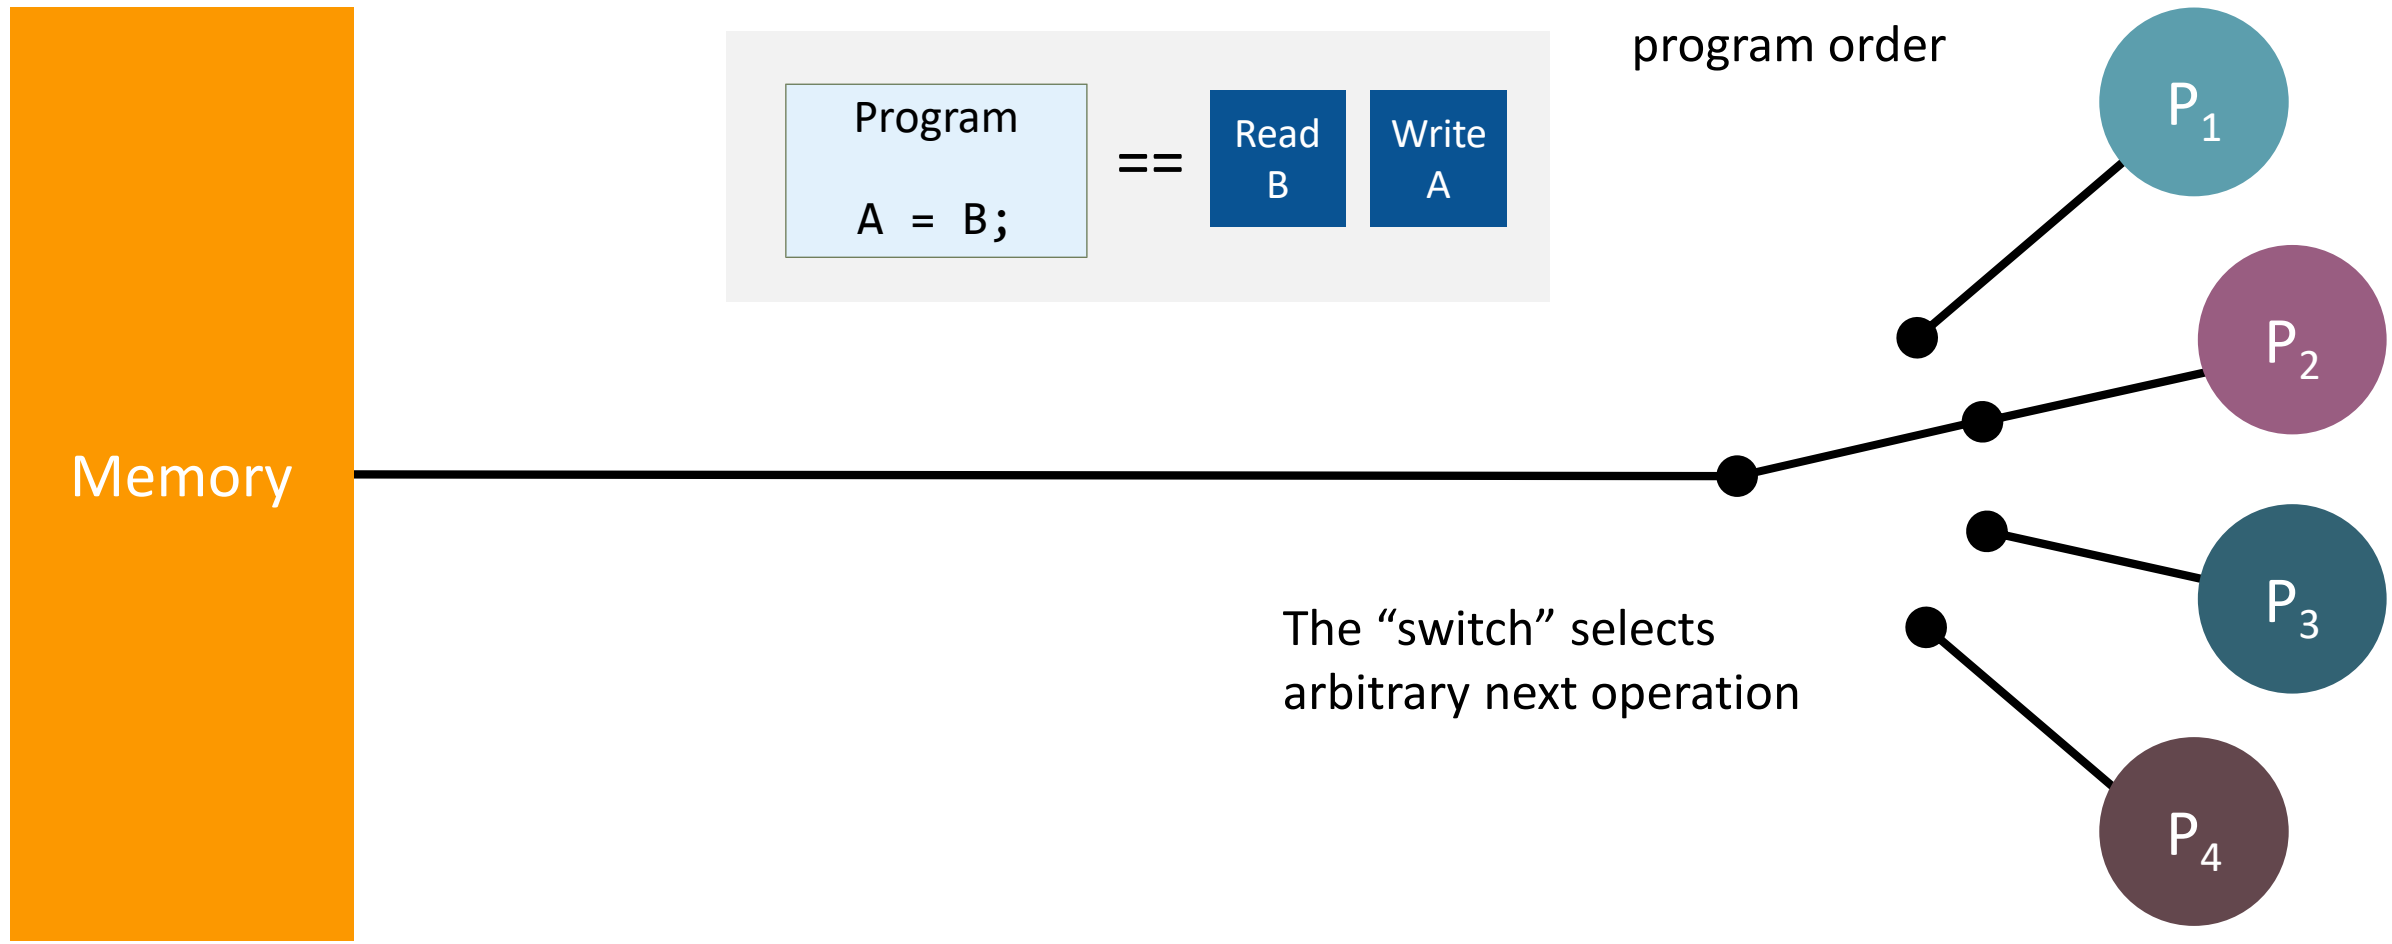 program order
Program
A = B;
==
Read
B
Write
A
P1
P2
Memory
P3
The “switch” selects
arbitrary next operation
P4